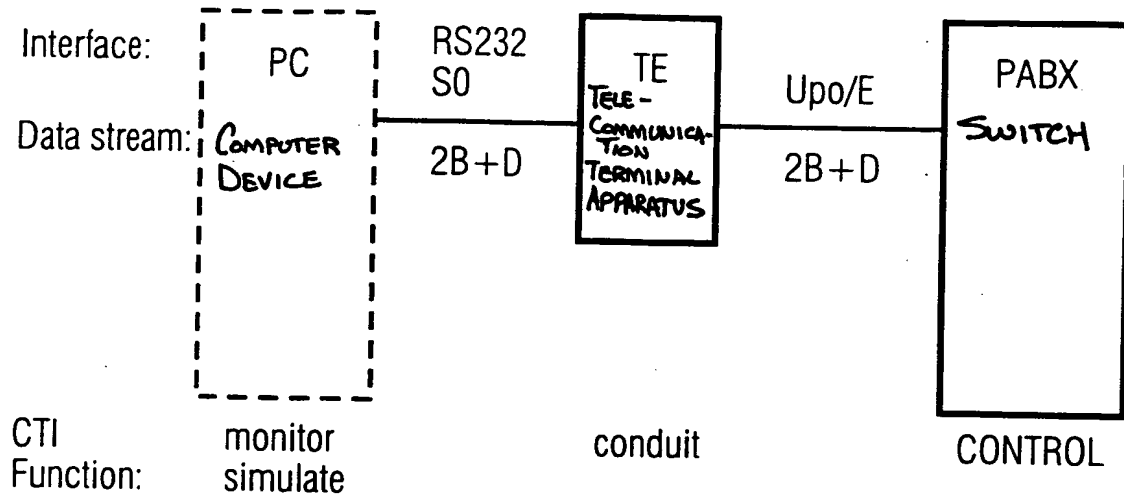 Interface:
PC
RS232
S0
TE
Upo/E
PABX
Data stream:
COMPUTER
DEVICE
2B+D
TELE-
COMMUNICA-
TION
TERMINAL
APPARATUS
2B+D
SWITCH
CTI
Function:
monitor
simulate
conduit
CONTROL